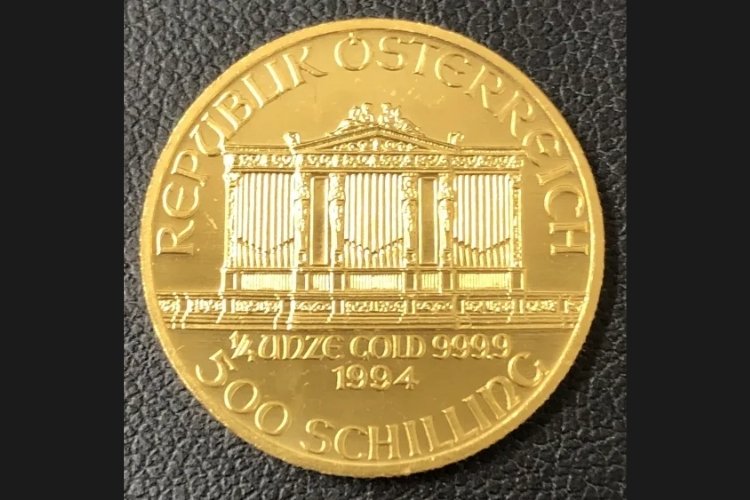 REPUBLIK ÖSTERREICH
¼ UNZE GOLD 999.9
1994
500 SCHILLING